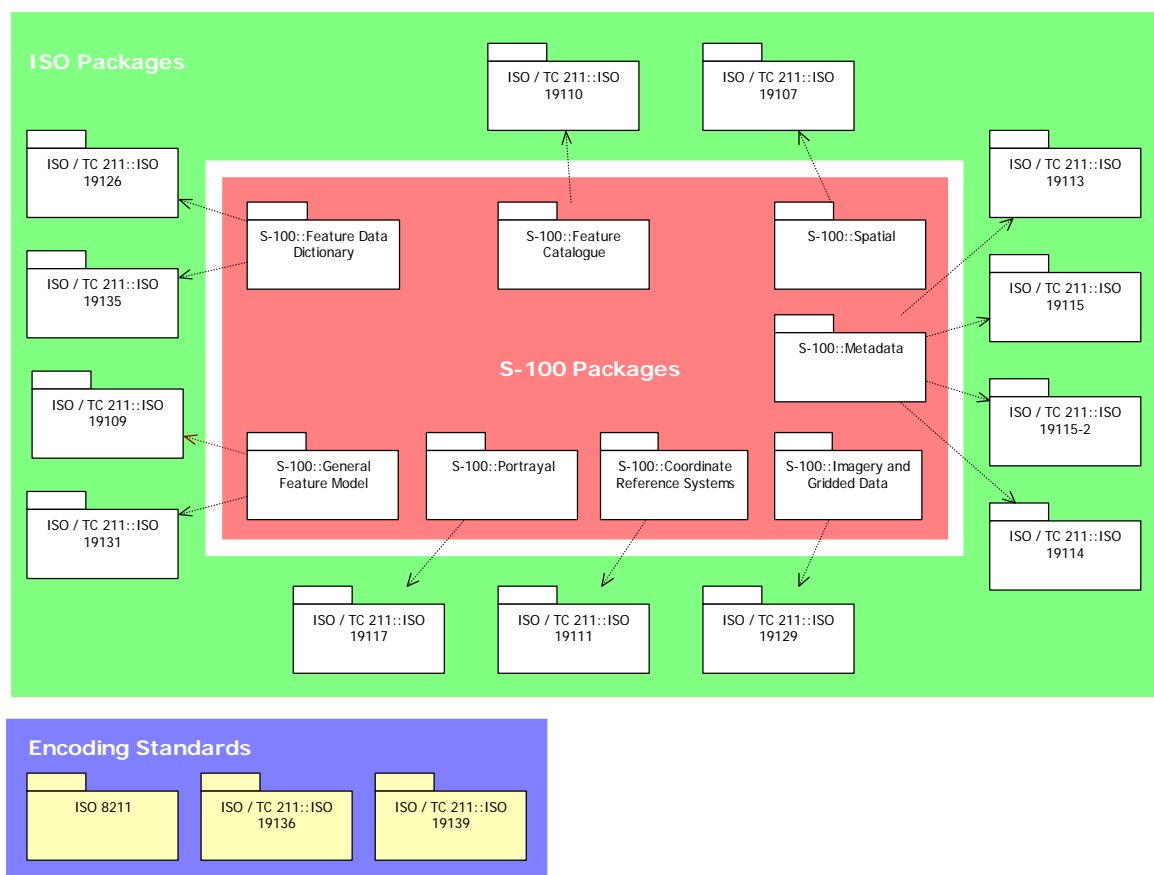 ISO Packages
ISO / TC 211::ISO
19110
ISO / TC 211::ISO
19107
ISO / TC 211::ISO
19126
ISO / TC 211::ISO
19113
S-100::Feature Data
Dictionary
S-100::Feature
Catalogue
S-100::Spatial
ISO / TC 211::ISO
19135
ISO / TC 211::ISO
19115
S-100::Metadata
S-100 Packages
ISO / TC 211::ISO
19109
ISO / TC 211::ISO
19115-2
S-100::General
Feature Model
S-100::Portrayal
S-100::Coordinate
Reference Systems
S-100::Imagery and
Gridded Data
ISO / TC 211::ISO
19131
ISO / TC 211::ISO
19114
ISO / TC 211::ISO
19117
ISO / TC 211::ISO
19111
ISO / TC 211::ISO
19129
Encoding Standards
ISO 8211
ISO / TC 211::ISO
19136
ISO / TC 211::ISO
19139